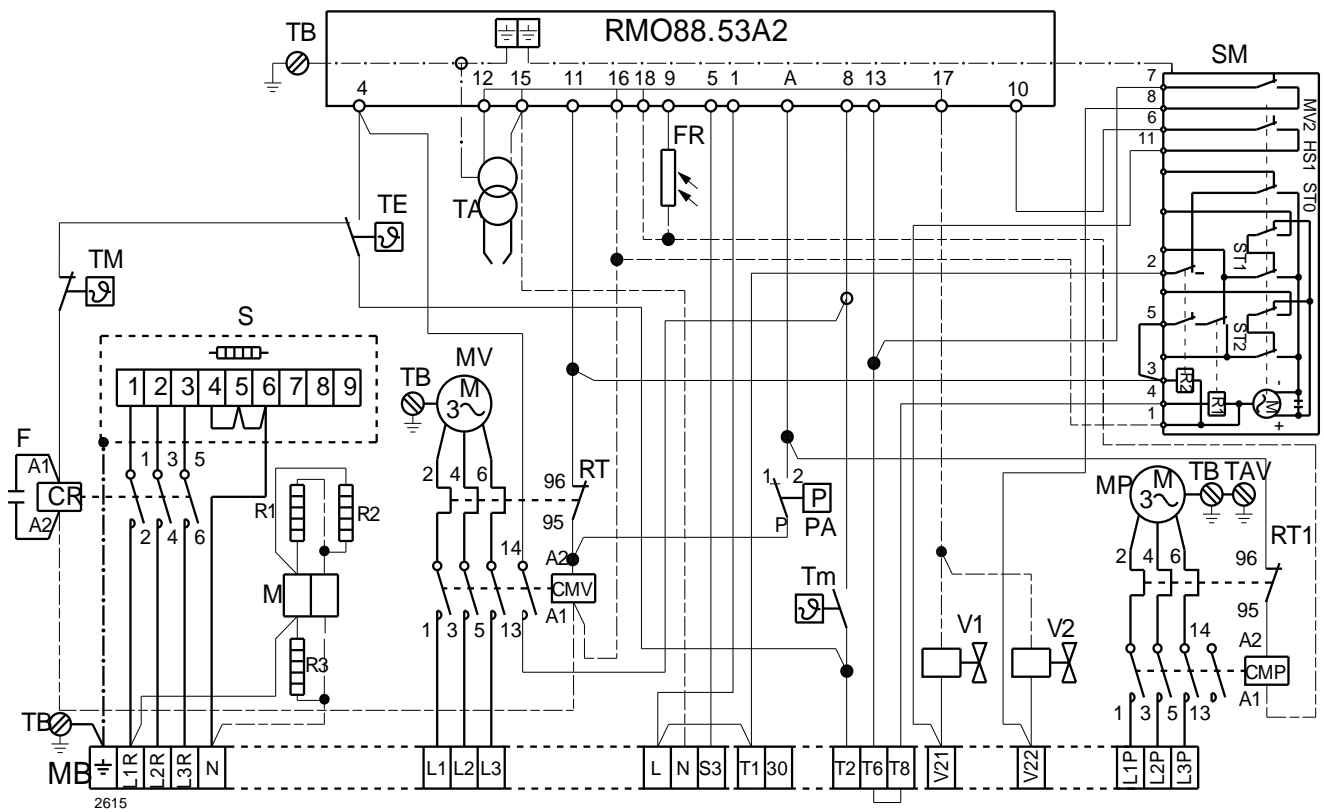 RMO88.53A2
TB
SM
4 12 15 11 16 18 9 5 1 A 8 13 17 10
7
8
6
11
2
5
3
4
1
MV2 HS1 ST0
ST1
ST2
R2
R1
M
-
+
FR
TA
TE
TM
S
1 2 3 4 5 6 7 8 9
TB
MV
M
3
2 4 6
96
RT
95
14
A2
CMV
A1
1 3 5 13
F
A1
CR
A2
1 3 5
2 4 6
R1
R2
M
R3
1 2
P
P
PA
Tm
V1
V2
MP
M
3
TB TAV
2 4 6
96
RT1
95
14
A2
CMP
A1
1 3 5 13
TB
MB
L1R L2R L3R N
L1 L2 L3
L N S3 T1 30 T2 T6 T8 V21 V22
L1P L2P L3P
2615